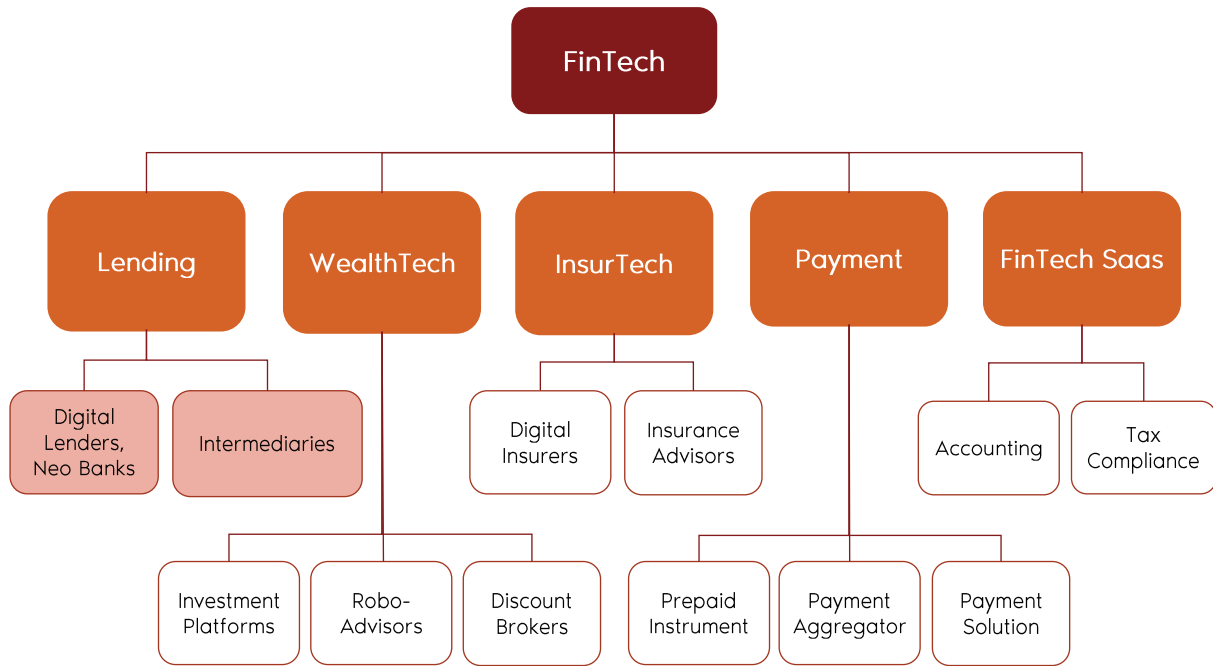 FinTech
Lending
WealthTech
InsurTech
Payment
FinTech Saas
Digital
Lenders,
Neo Banks
Intermediaries
Digital
Insurers
Insurance
Advisors
Accounting
Tax
Compliance
Investment
Platforms
Robo-
Advisors
Discount
Brokers
Prepaid
Instrument
Payment
Aggregator
Payment
Solution